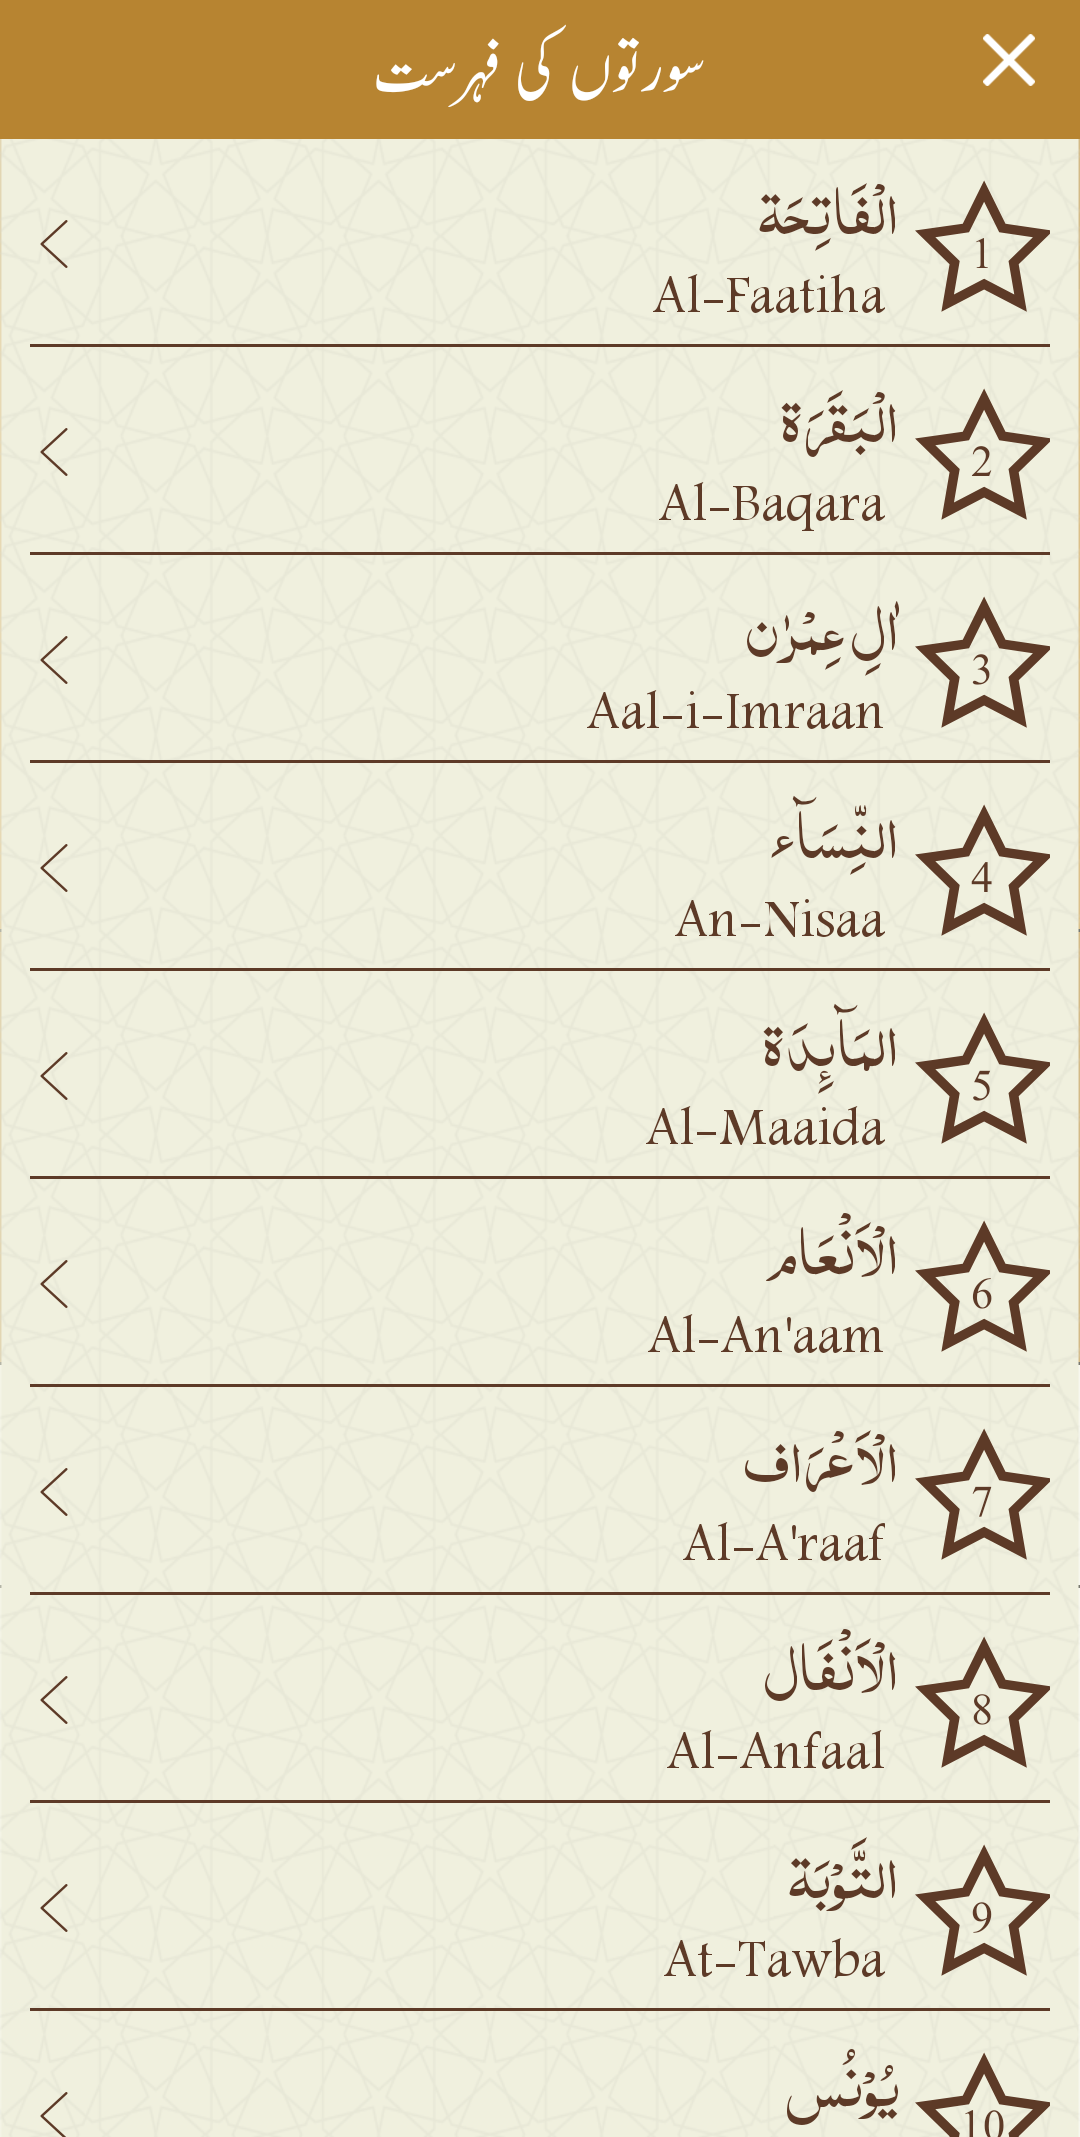 سورتوں کی فہرست
1
الْفَاتِحَة
Al-Faatiha
2
الْبَقَرَة
Al-Baqara
3
اٰلِ عِمْرٰن
Aal-i-Imraan
4
النِّسَآء
An-Nisaa
5
المَآئِدَة
Al-Maaida
6
الْاَنْعَام
Al-An'aam
7
الْاَعْرَاف
Al-A'raaf
8
الْاَنْفَال
Al-Anfaal
9
التَّوْبَة
At-Tawba
10
يُوْنُس